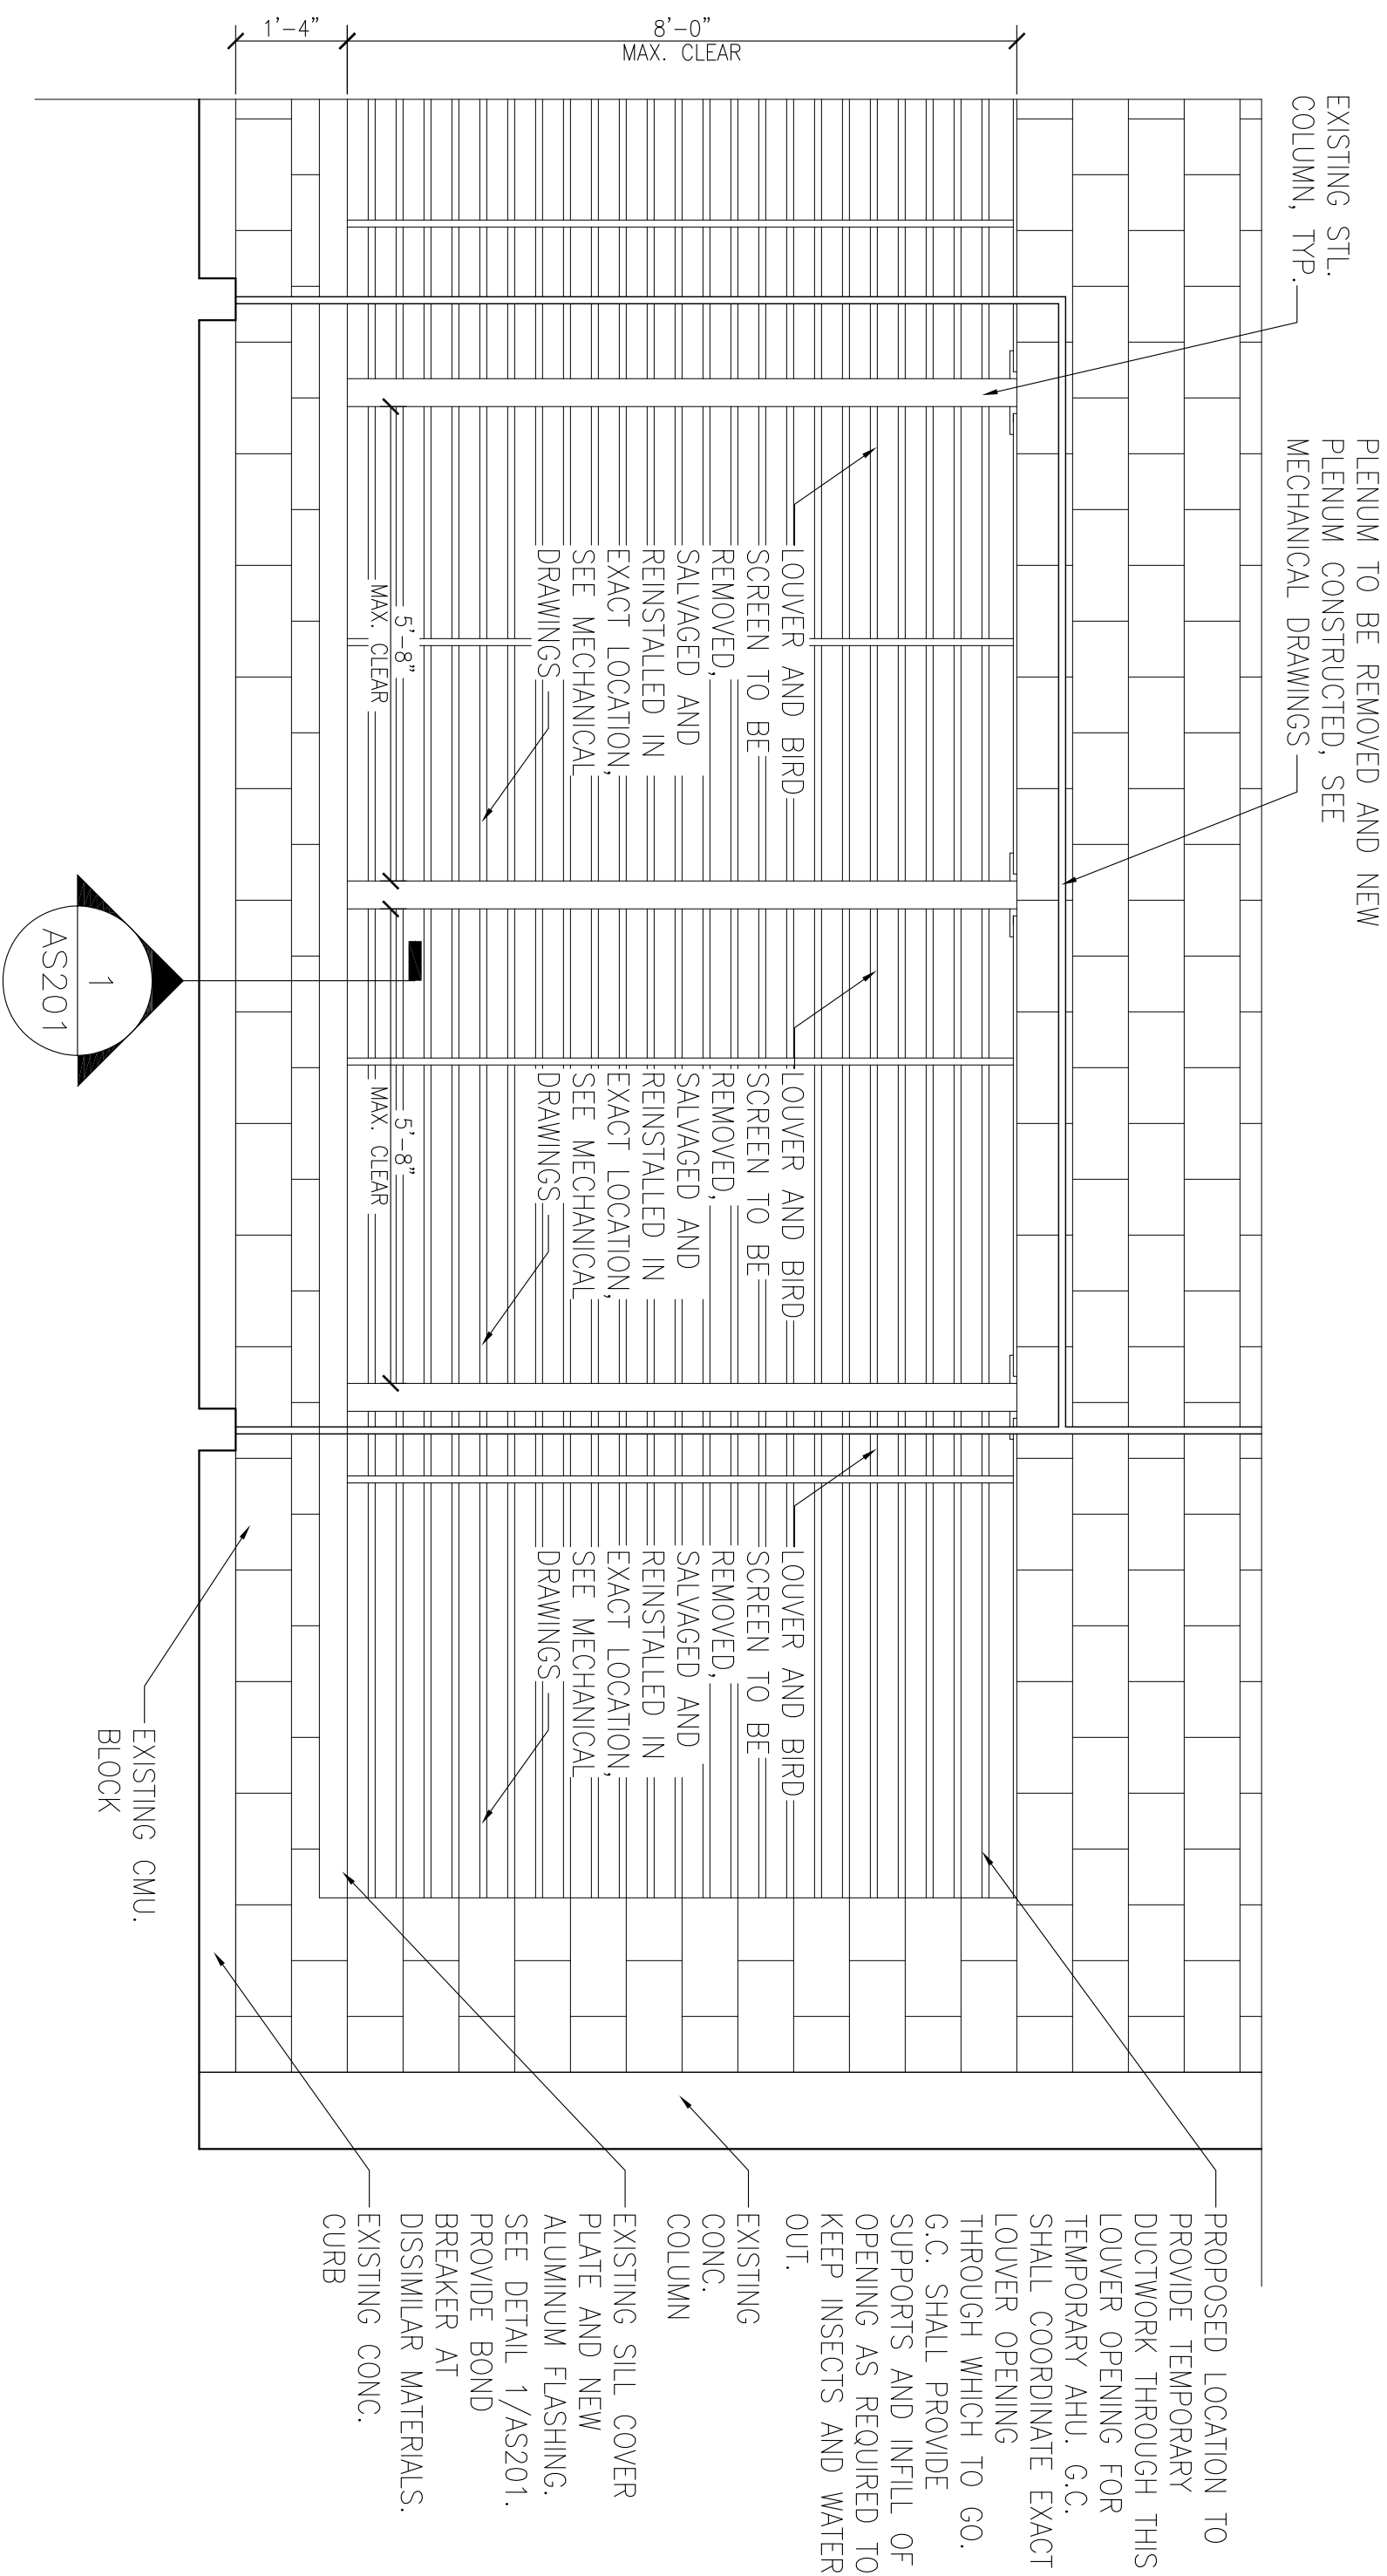 EXISTING STL.
COLUMN, TYP.
PLENUM TO BE REMOVED AND NEW
PLENUM CONSTRUCTED, SEE
MECHANICAL DRAWINGS
PROPOSED LOCATION TO
PROVIDE TEMPORARY
DUCTWORK THROUGH THIS
LOUVER OPENING FOR
TEMPORARY AHU. G.C.
SHALL COORDINATE EXACT
LOUVER OPENING
THROUGH WHICH TO GO.
G.C. SHALL PROVIDE
SUPPORTS AND INFILL OF
OPENING AS REQUIRED TO
KEEP INSECTS AND WATER
OUT.
EXISTING
CONC.
COLUMN
EXISTING SILL COVER
PLATE AND NEW
ALUMINUM FLASHING.
SEE DETAIL 1/AS201.
PROVIDE BOND
BREAKER AT
DISSIMILAR MATERIALS.
EXISTING CONC.
CURB
8'-0"
MAX. CLEAR
1'-4"
LOUVER AND BIRD
SCREEN TO BE
REMOVED,
SALVAGED AND
REINSTALLED IN
EXACT LOCATION,
SEE MECHANICAL
DRAWINGS
5'-8"
MAX. CLEAR
LOUVER AND BIRD
SCREEN TO BE
REMOVED,
SALVAGED AND
REINSTALLED IN
EXACT LOCATION,
SEE MECHANICAL
DRAWINGS
5'-8"
MAX. CLEAR
LOUVER AND BIRD
SCREEN TO BE
REMOVED,
SALVAGED AND
REINSTALLED IN
EXACT LOCATION,
SEE MECHANICAL
DRAWINGS
EXISTING CMU.
BLOCK
1
AS201